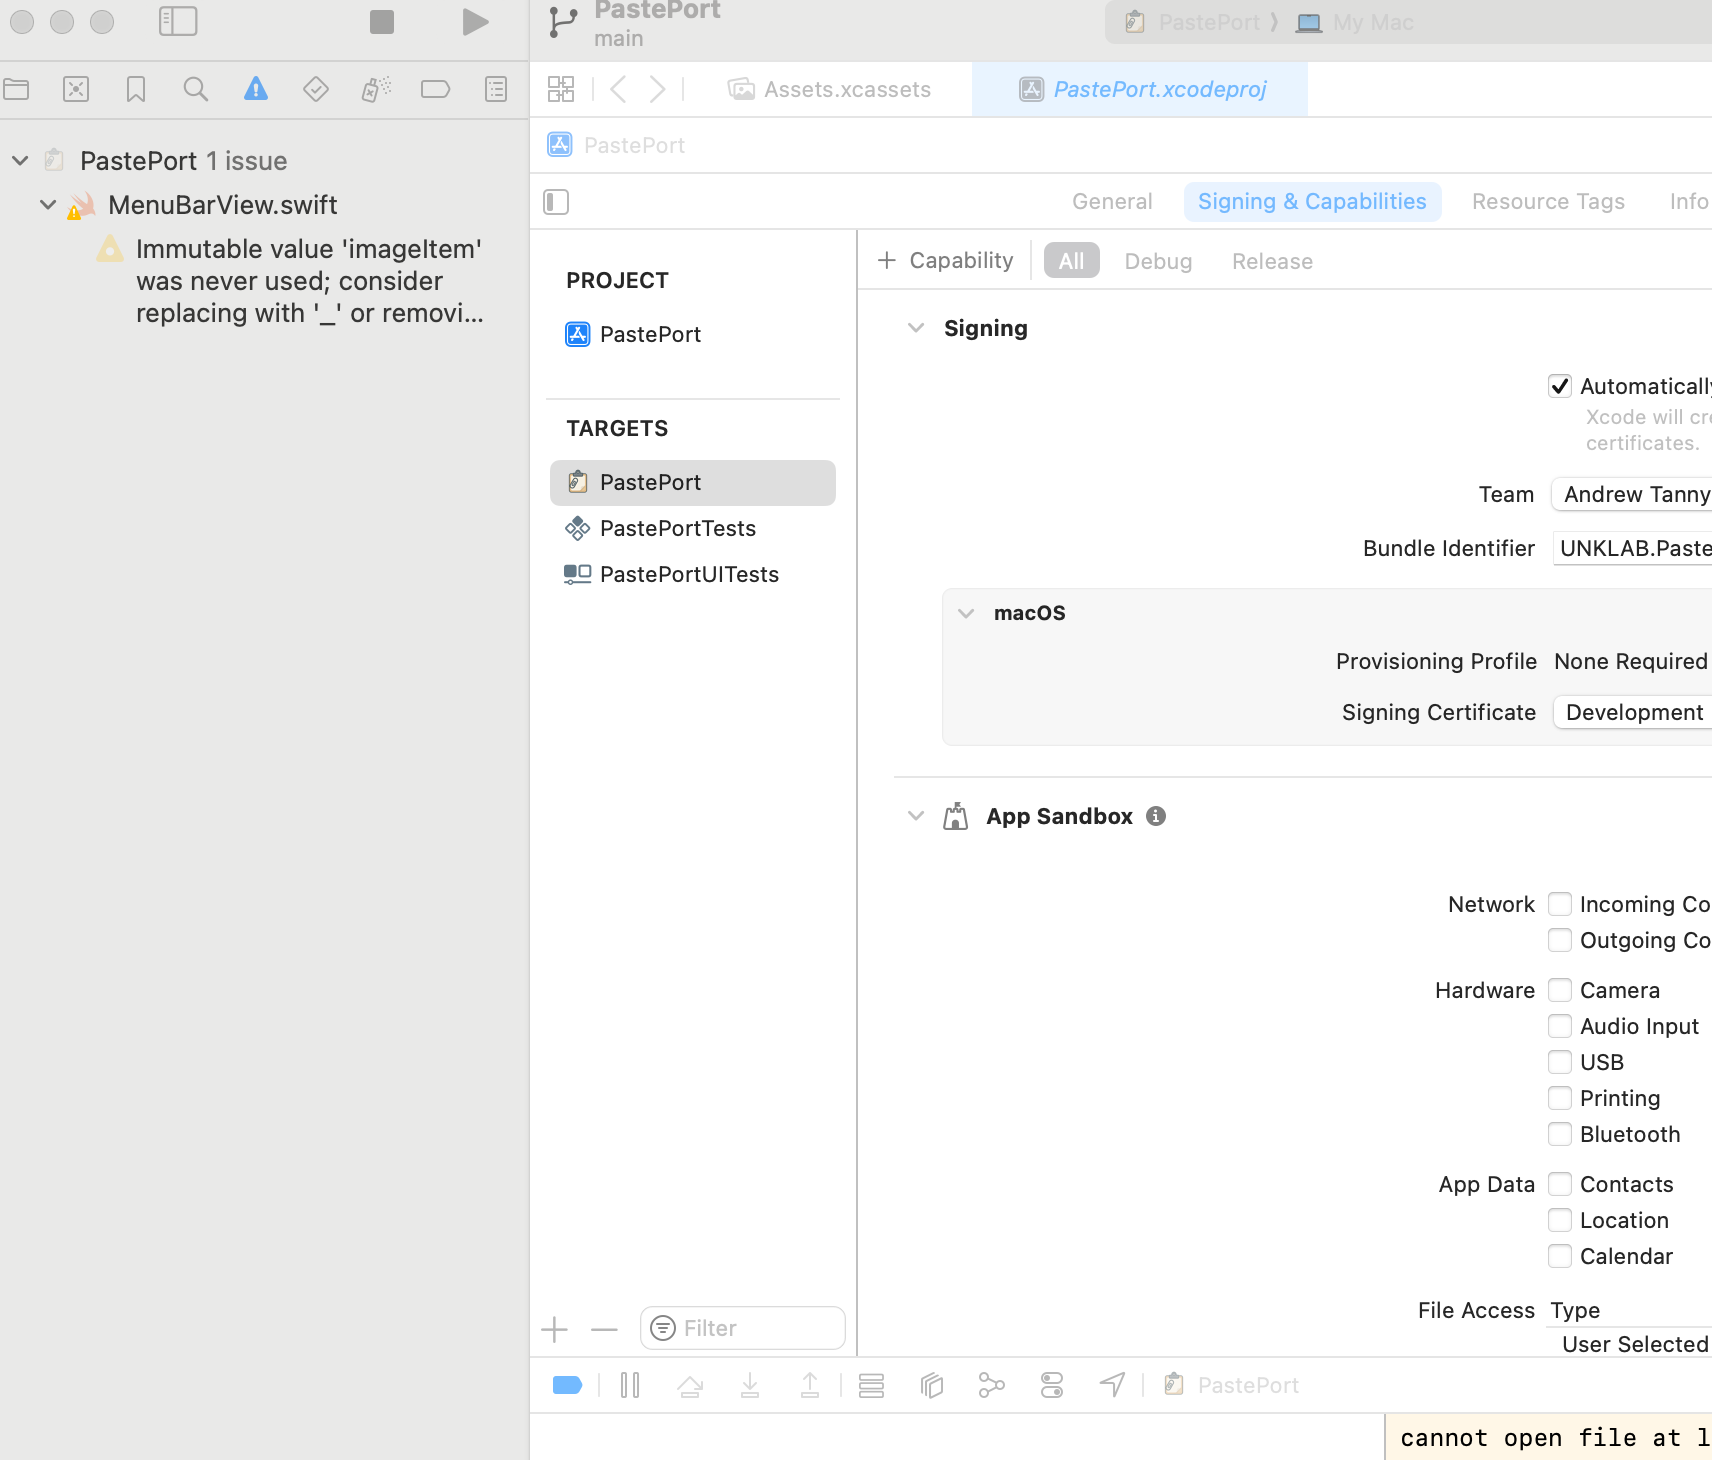 PastePort
main
PastePort
My Mac
Assets.xcassets
PastePort.xcodeproj
PastePort 1 issue
MenuBarView.swift
Immutable value 'imageItem'
was never used; consider
replacing with '_' or removi...
PastePort
General
Signing & Capabilities
Resource Tags
Info
PROJECT
PastePort
TARGETS
PastePort
PastePortTests
PastePortUITests
Filter
+ Capability
All
Debug
Release
Signing
Automatically
Xcode will cre
certificates.
Team
Andrew Tanny
Bundle Identifier
UNKLAB.Paste
macOS
Provisioning Profile
None Required
Signing Certificate
Development
App Sandbox
Network
Incoming Co
Outgoing Co
Hardware
Camera
Audio Input
USB
Printing
Bluetooth
App Data
Contacts
Location
Calendar
File Access
Type
User Selected
PastePort
cannot open file at l